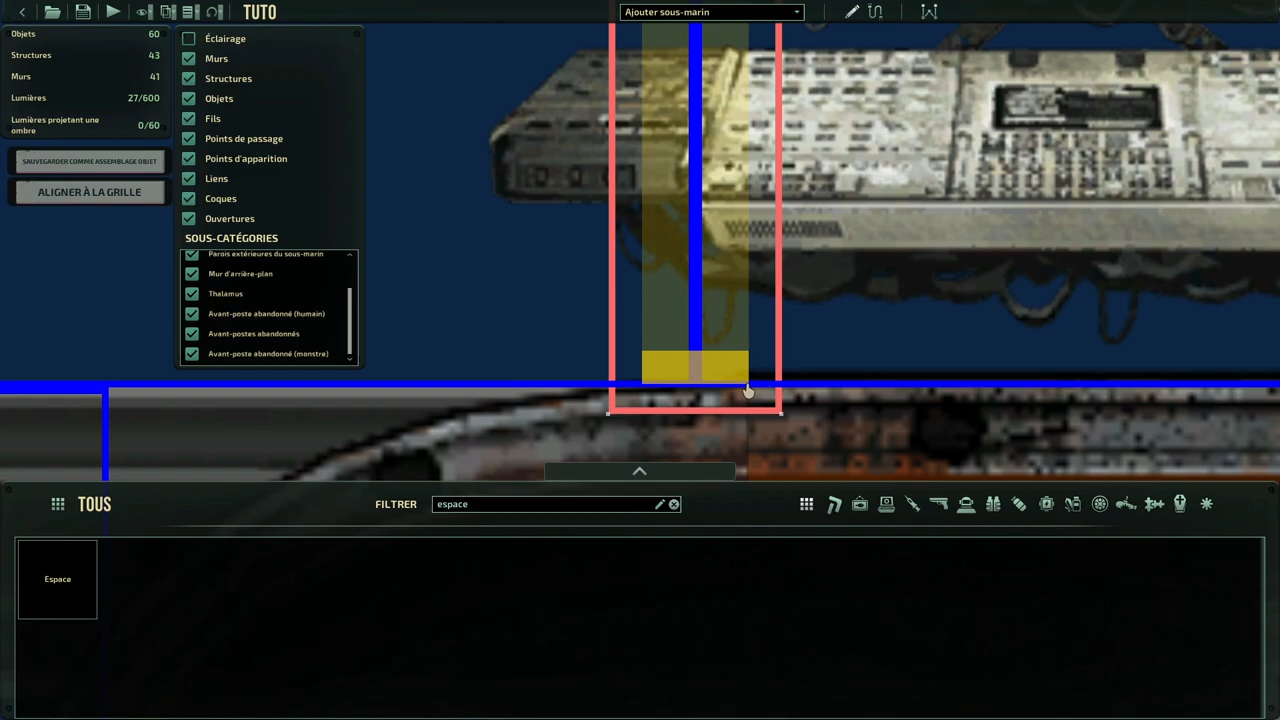 TUTO
Ajouter sous-marin
Objets 60
Structures 43
Murs 41
Lumières 27/600
Lumières projetant une
ombre 0/60
SAUVEGARDER COMME ASSEMBLAGE OBJET
ALIGNER À LA GRILLE
Éclairage
Murs
Structures
Objets
Fils
Points de passage
Points d'apparition
Liens
Coques
Ouvertures
SOUS-CATÉGORIES
Parois extérieures du sous-marin
Mur d'arrière-plan
Thalamus
Avant-poste abandonné (humain)
Avant-postes abandonnés
Avant-poste abandonné (monstre)
TOUS
FILTRER
espace
Espace